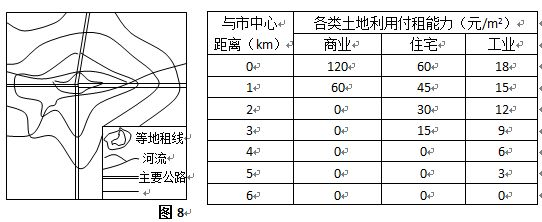 等地租线
河流
主要公路
图 8
与市中心距离（km） 各类土地利用付租能力（元/m²）
商业 住宅 工业
0 120 60 18
1 60 45 15
2 0 30 12
3 0 15 9
4 0 0 6
5 0 0 3
6 0 0 0